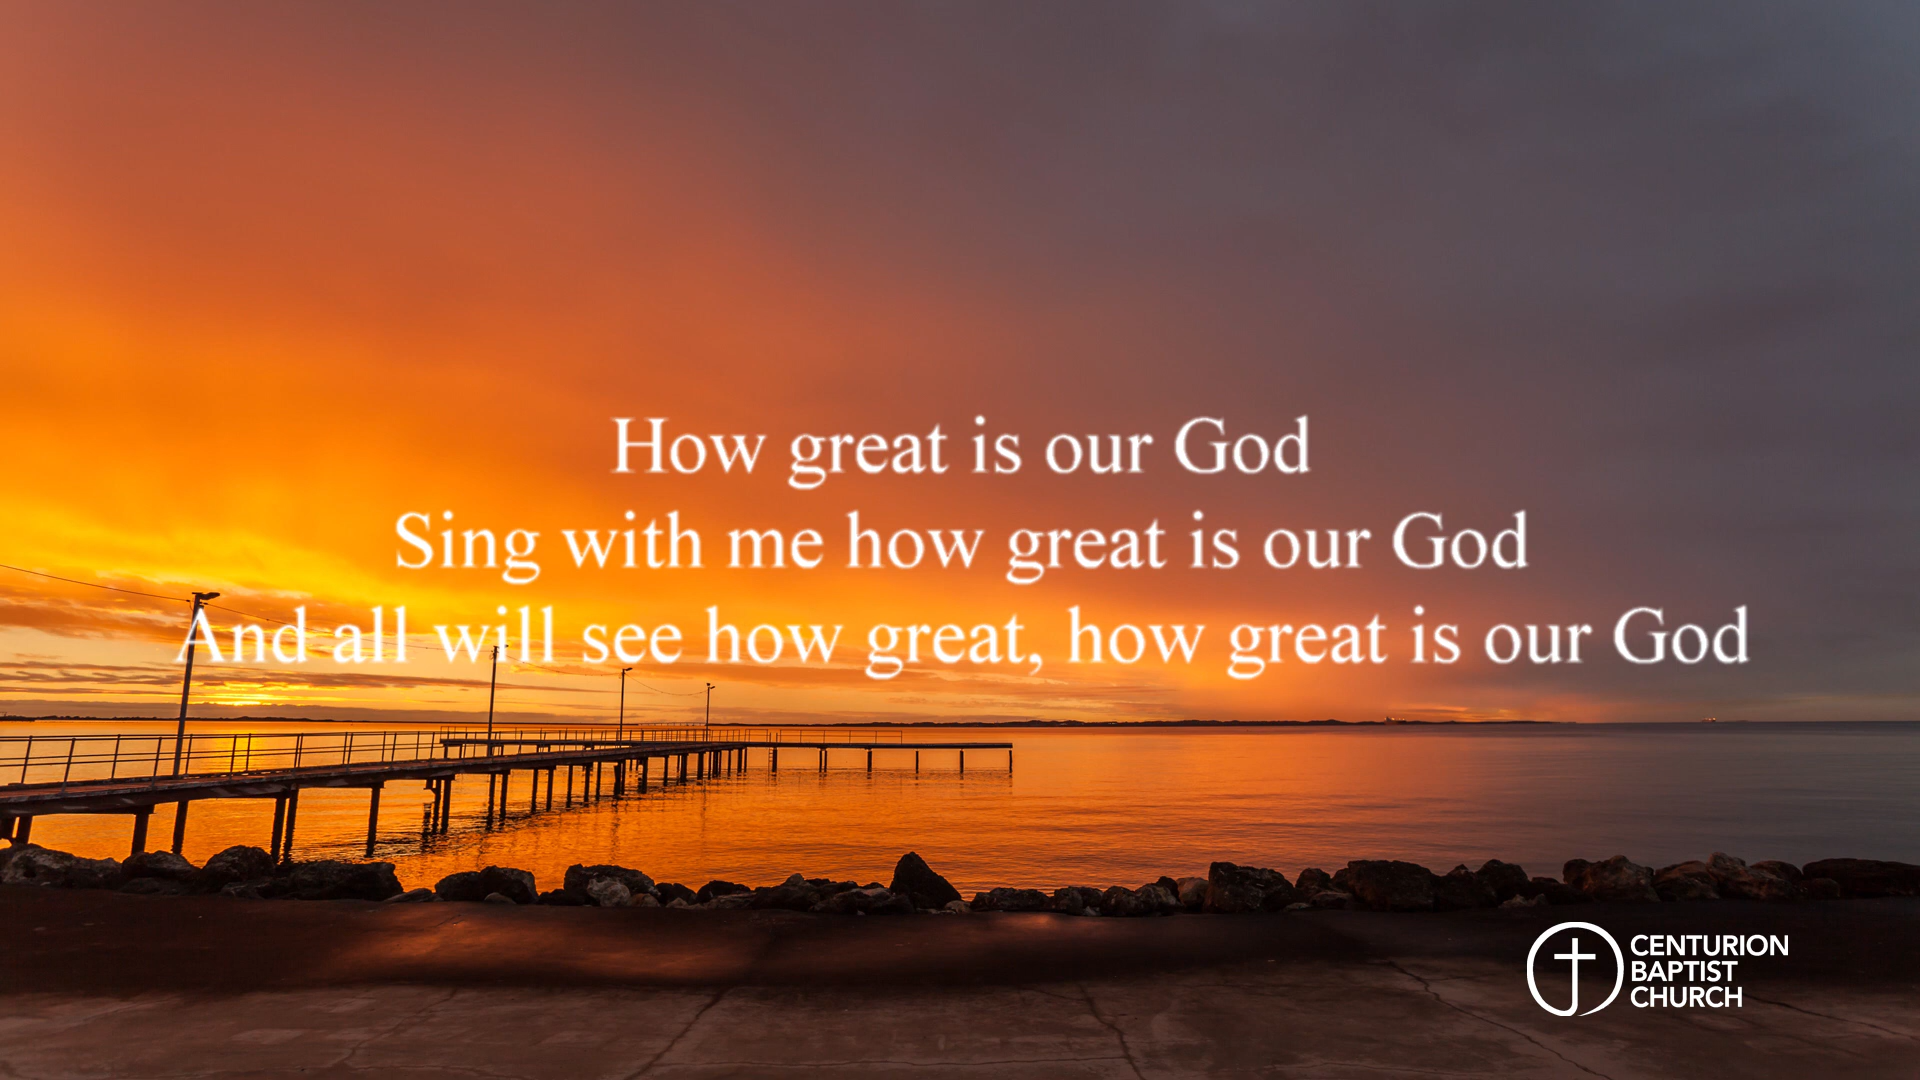 How great is our God
Sing with me how great is our God
And all will see how great, how great is our God
CENTURION
BAPTIST
CHURCH